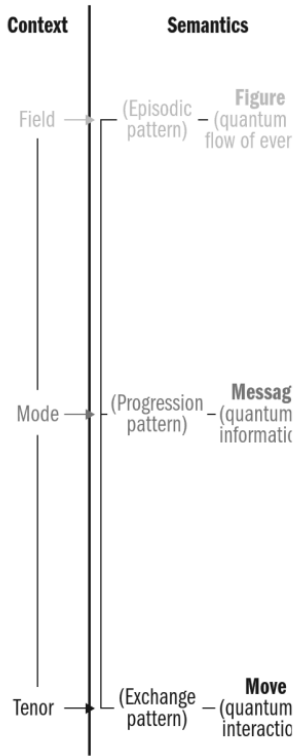 Context
Semantics
Field
(Episodic
pattern)
Figure
(quantum
flow of even
Mode
(Progression
pattern)
Messag
(quantum
informatio
Tenor
(Exchange
pattern)
Move
(quantum
interactio